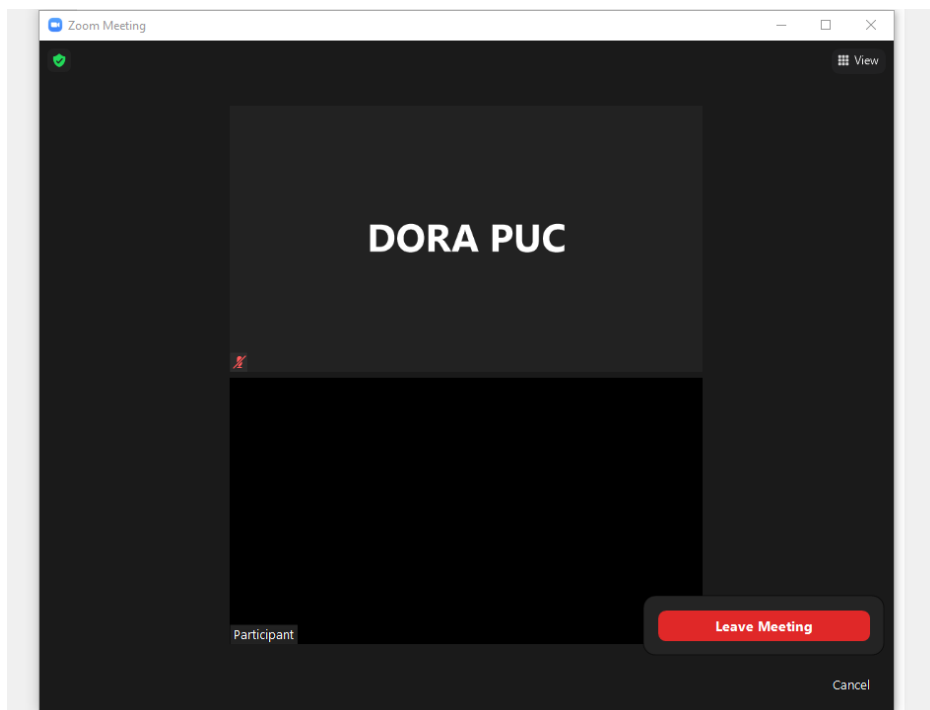 Zoom Meeting
View
DORA PUC
Participant
Leave Meeting
Cancel